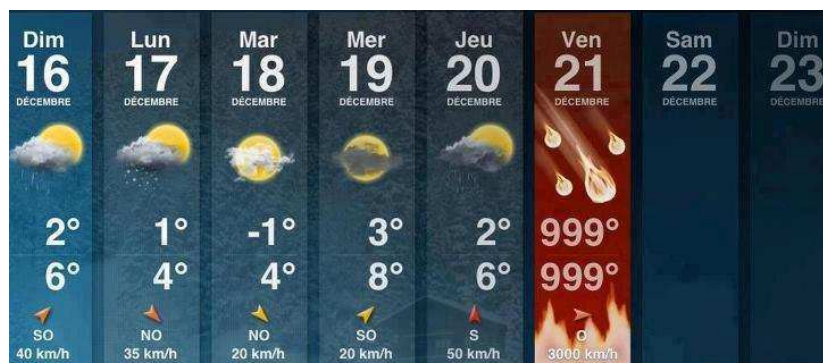 Dim Lun Mar Mer Jeu Ven Sam Dim
16 17 18 19 20 21 22 23
DÉCEMBRE DÉCEMBRE DÉCEMBRE DÉCEMBRE DÉCEMBRE DÉCEMBRE DÉCEMBRE DÉCEMBRE
2° 1° -1° 3° 2° 999°
6° 4° 4° 8° 6° 999°
SO NO NO SO S O
40 km/h 35 km/h 20 km/h 20 km/h 50 km/h 3000 km/h